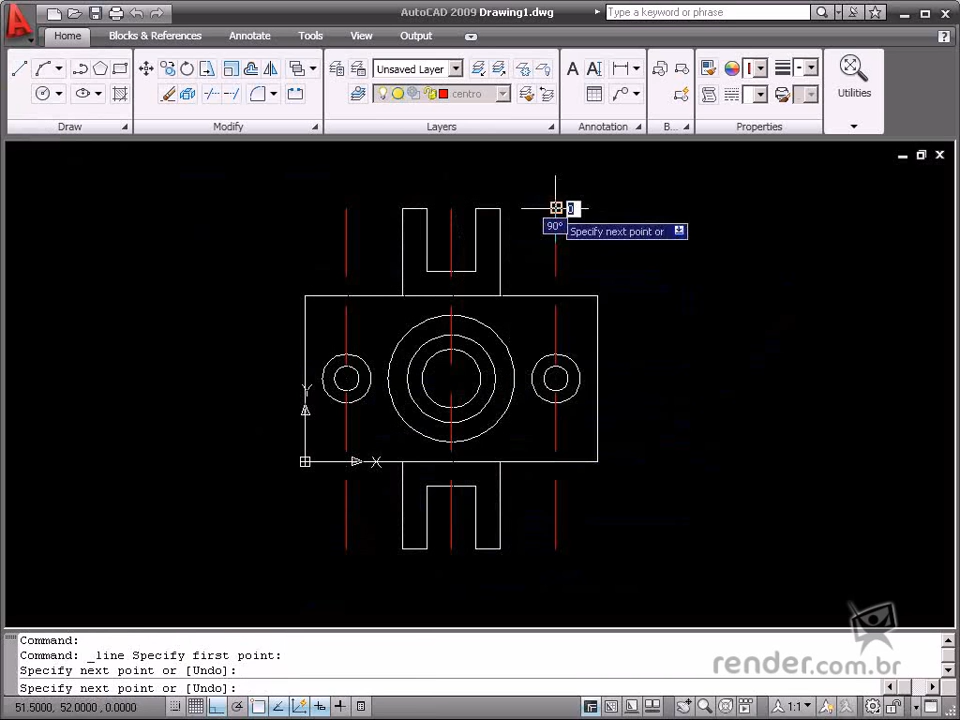 AutoCAD 2009 Drawing1.dwg
Type a keyword or phrase
Home
Blocks & References
Annotate
Tools
View
Output
Unsaved Layer
centro
Utilities
Draw
Modify
Layers
Annotation
B...
Properties
0
90°
Specify next point or
Y
X
Command:
Command: _line Specify first point:
Specify next point or [Undo]:
Specify next point or [Undo]:
render.com.br
51.5000, 52.0000, 0.0000
1:1